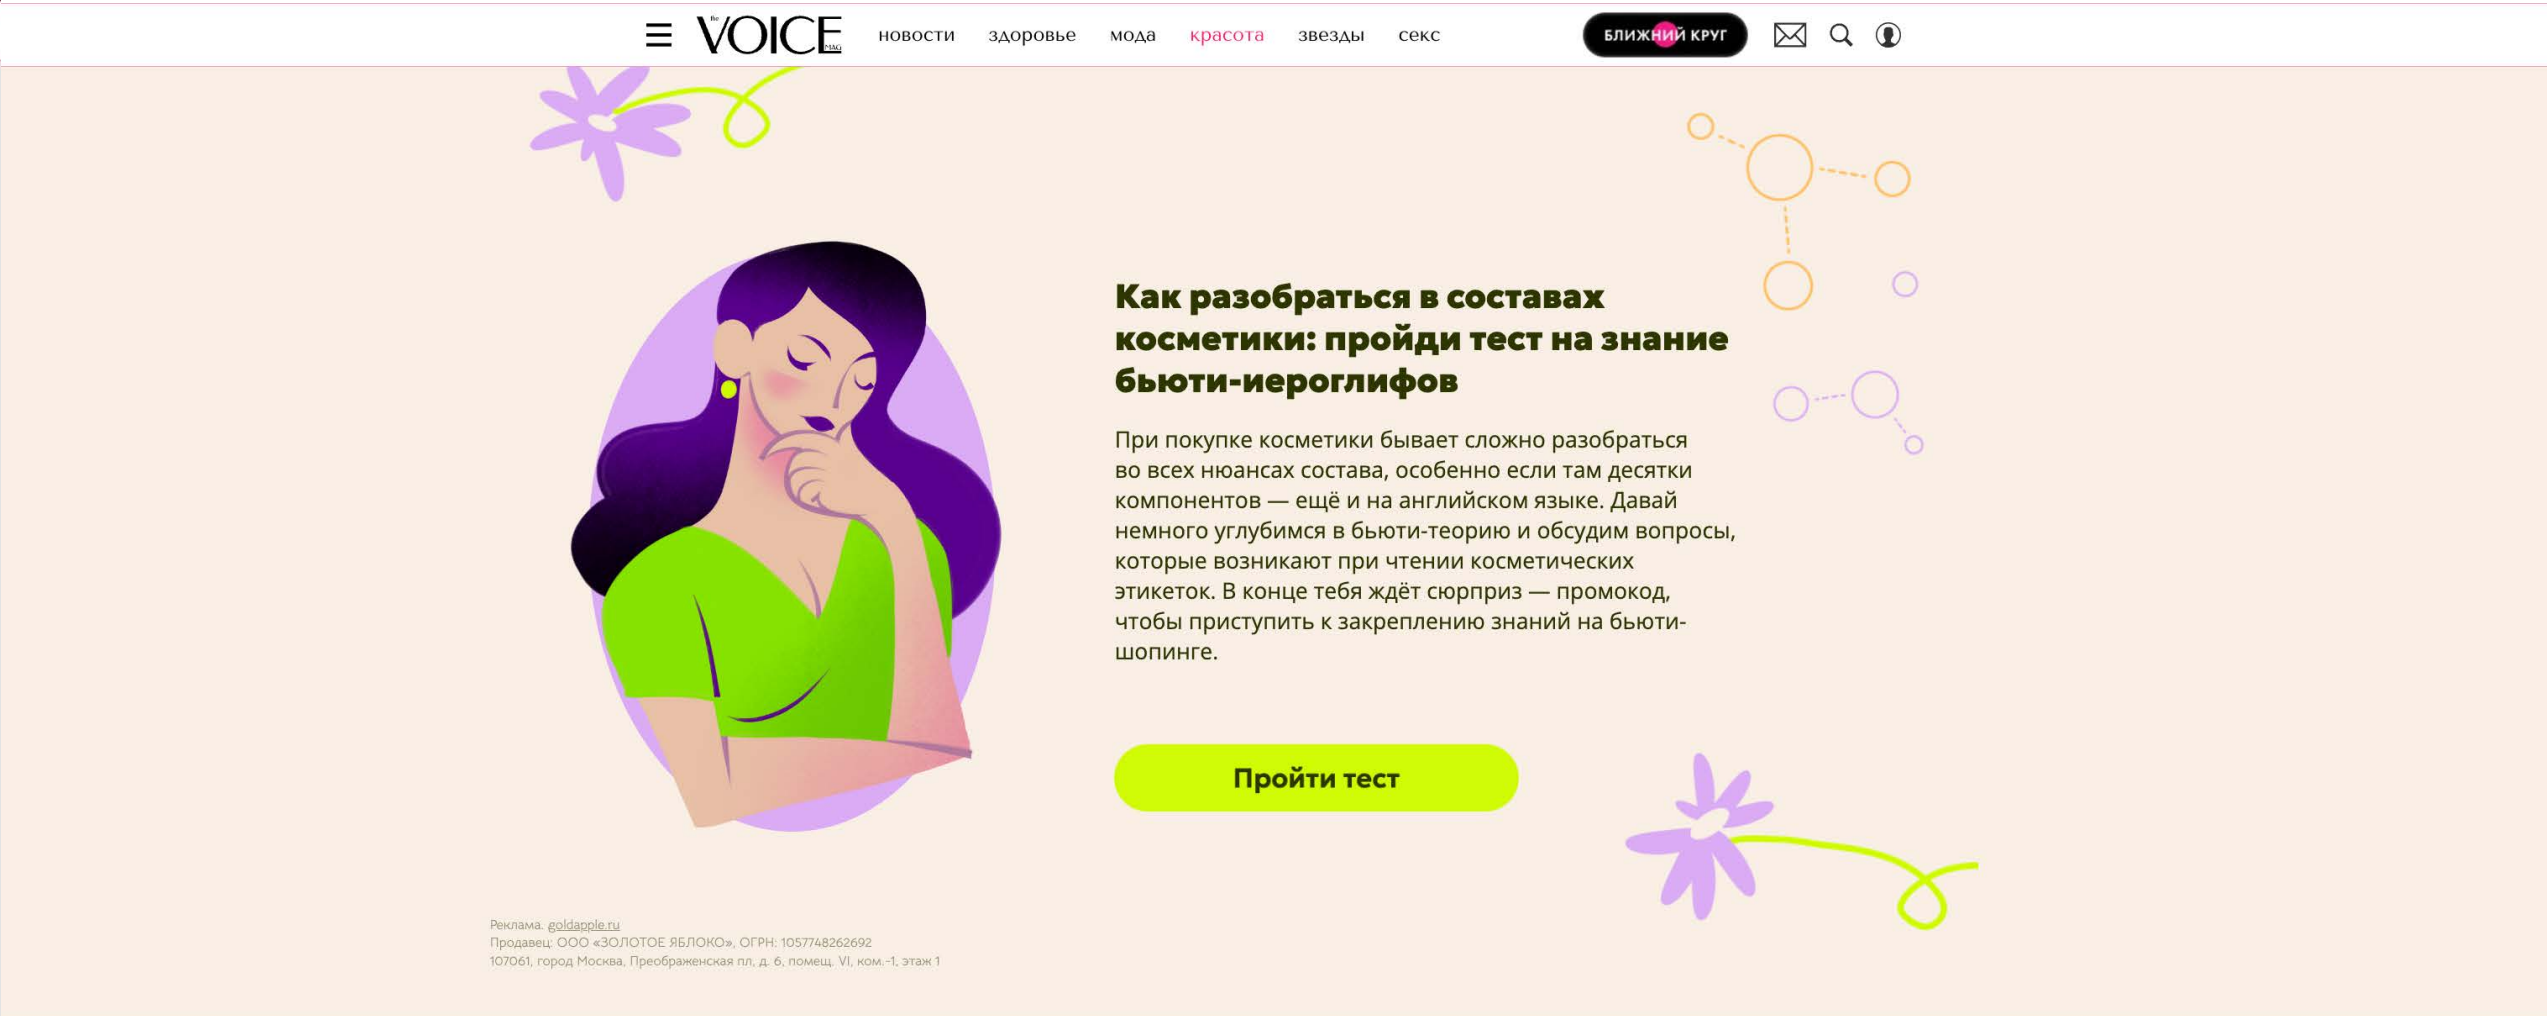 the VOICE MAG
новости здоровье мода красота звезды секс
БЛИЖНИЙ КРУГ
Как разобраться в составах
косметики: пройди тест на знание
бьюти-иероглифов
При покупке косметики бывает сложно разобраться
во всех нюансах состава, особенно если там десятки
компонентов — ещё и на английском языке. Давай
немного углубимся в бьюти-теорию и обсудим вопросы,
которые возникают при чтении косметических
этикеток. В конце тебя ждёт сюрприз — промокод,
чтобы приступить к закреплению знаний на бьюти-
шопинге.
Пройти тест
Реклама. goldapple.ru
Продавец: ООО «ЗОЛОТОЕ ЯБЛОКО», ОГРН: 1057748262692
107061, город Москва, Преображенская пл, д. 6, помещ. VI, ком.-1, этаж 1